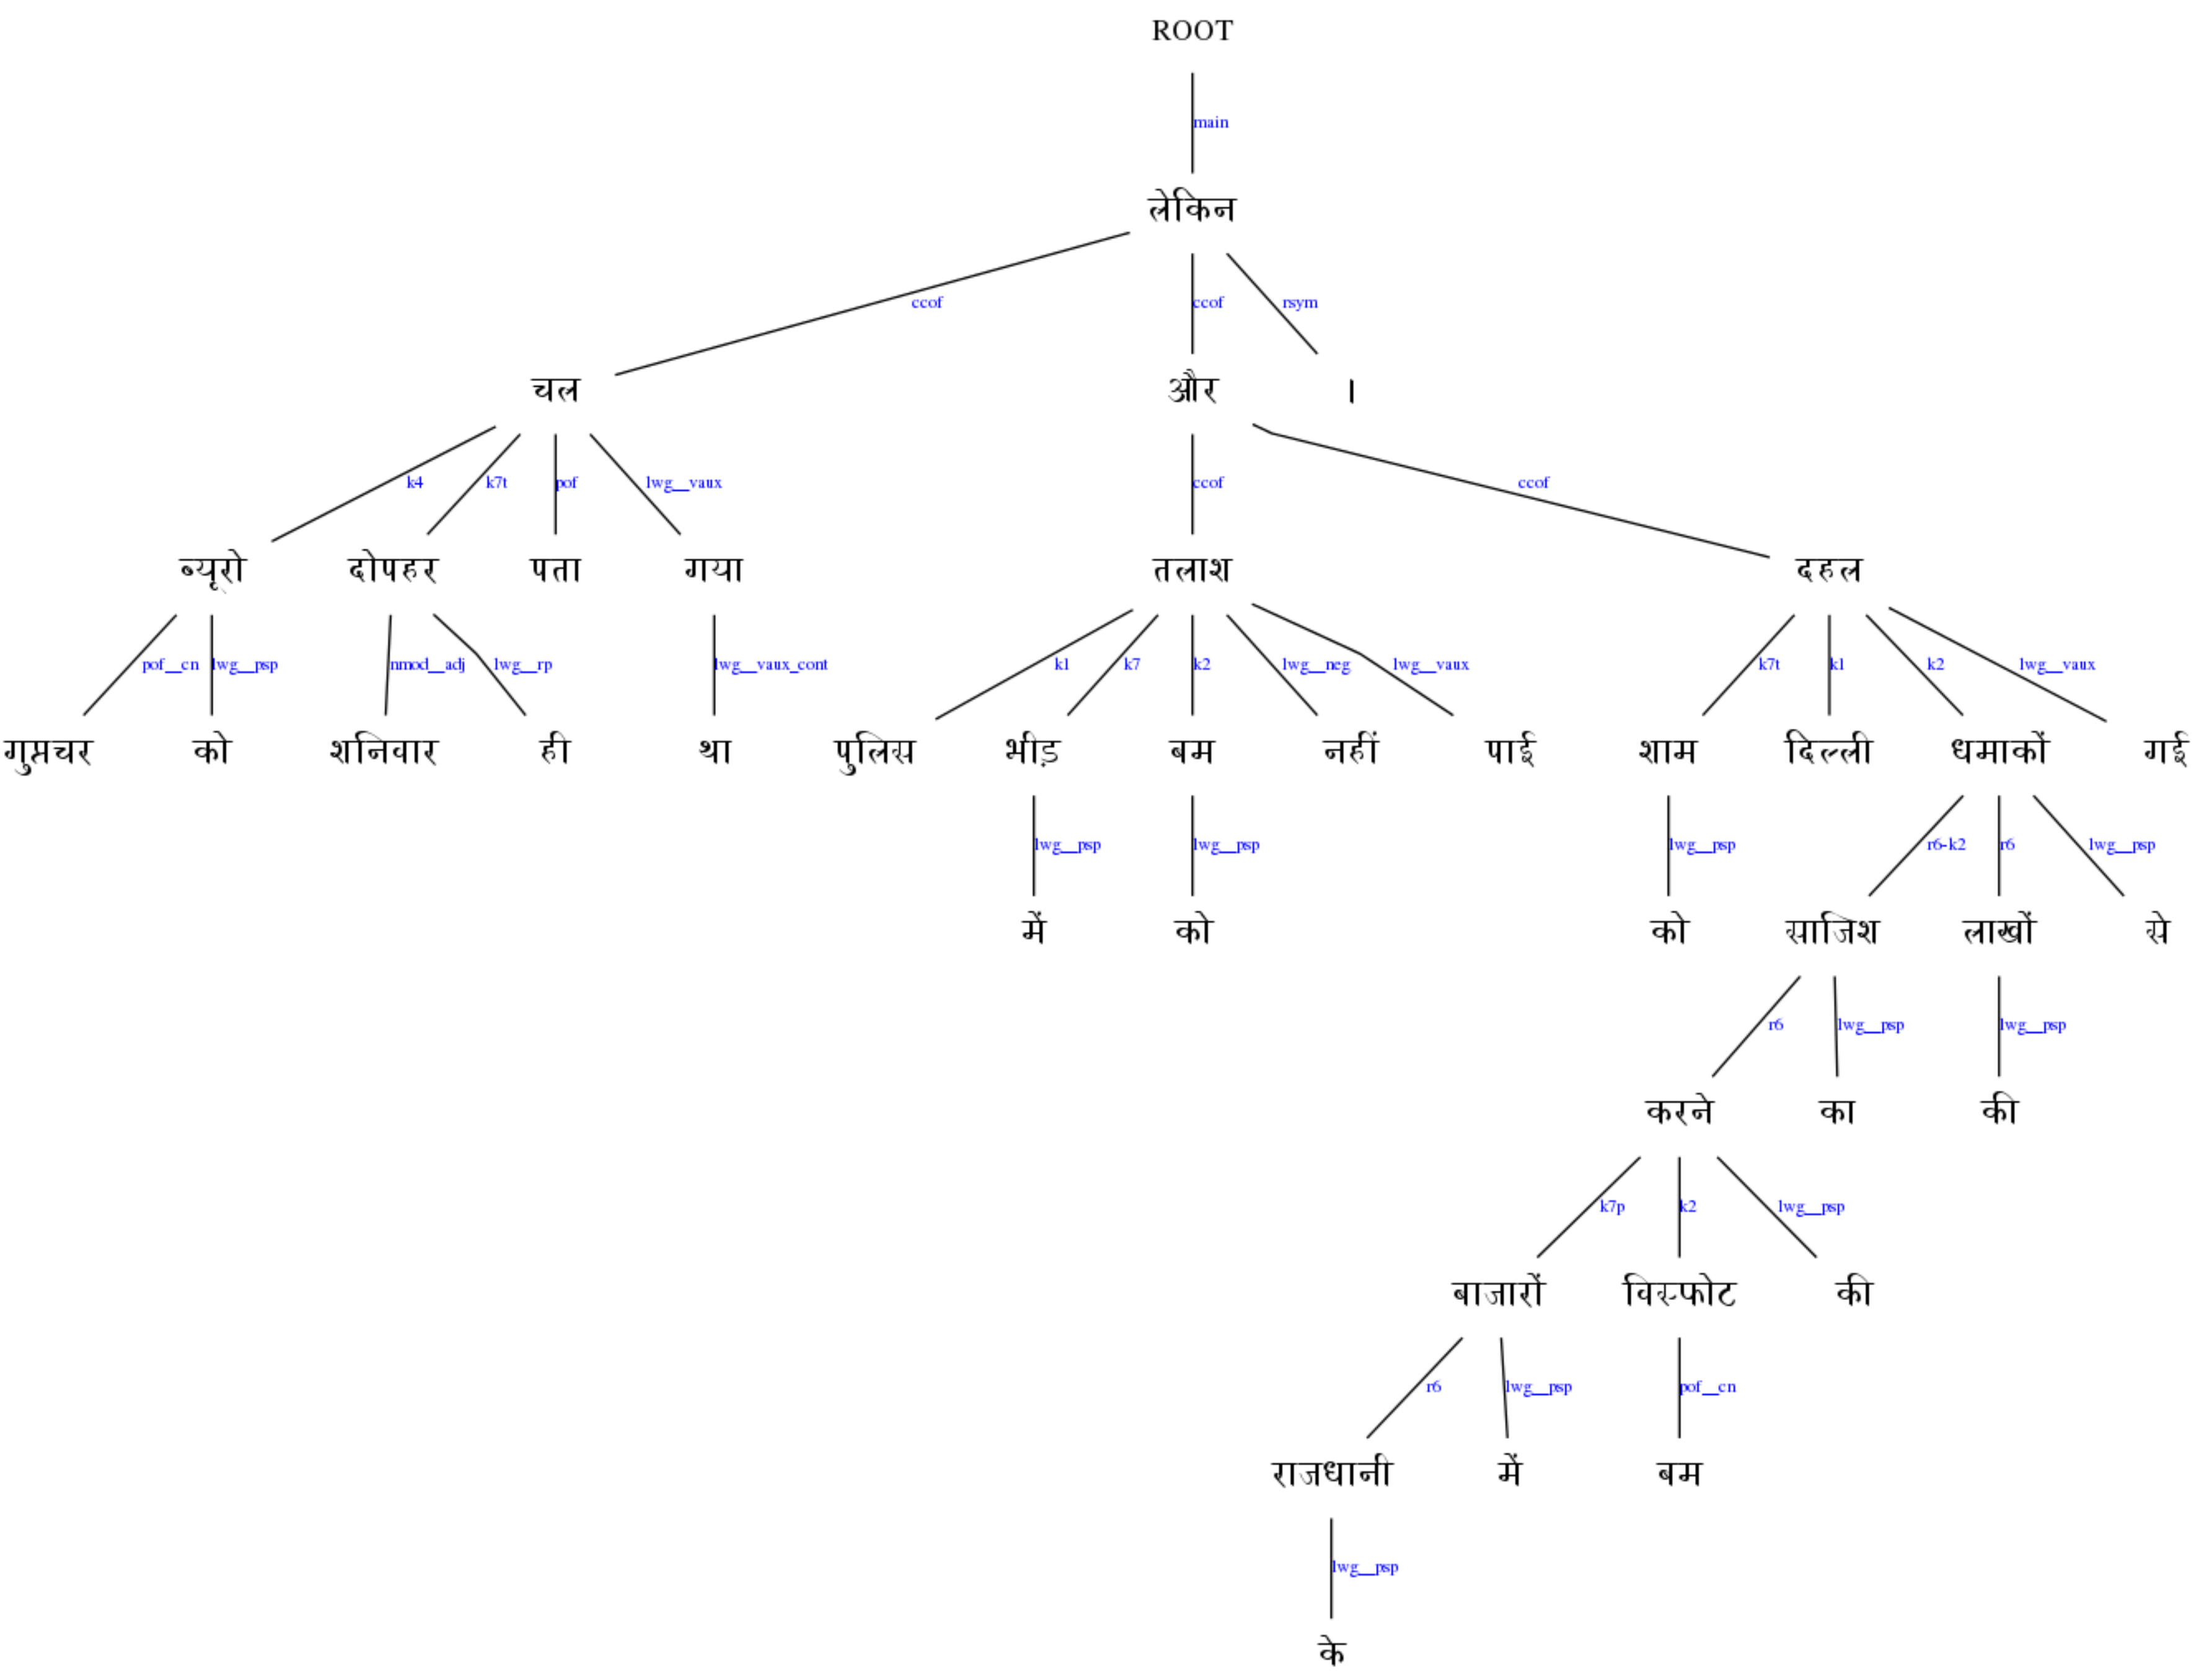 ROOT
main
लेकिन
ccof ccof rsym
चल और ।
k4 k7t pof lwg__vaux ccof ccof
ब्यूरो दोपहर पता गया तलाश दहल
pof__cn lwg__psp nmod__adj lwg__rp lwg__vaux_cont k1 k7 k2 lwg__neg lwg__vaux k7t k1 k2 lwg__vaux
गुप्तचर को शनिवार ही था पुलिस भीड़ बम नहीं पाई शाम दिल्ली धमाकों गई
lwg__psp lwg__psp lwg__psp r6-k2 r6 lwg__psp
में को को साजिश लाखों से
r6 lwg__psp lwg__psp
करने का की
k7p k2 lwg__psp
बाजारों विस्फोट की
r6 lwg__psp pof__cn
राजधानी में बम
lwg__psp
के